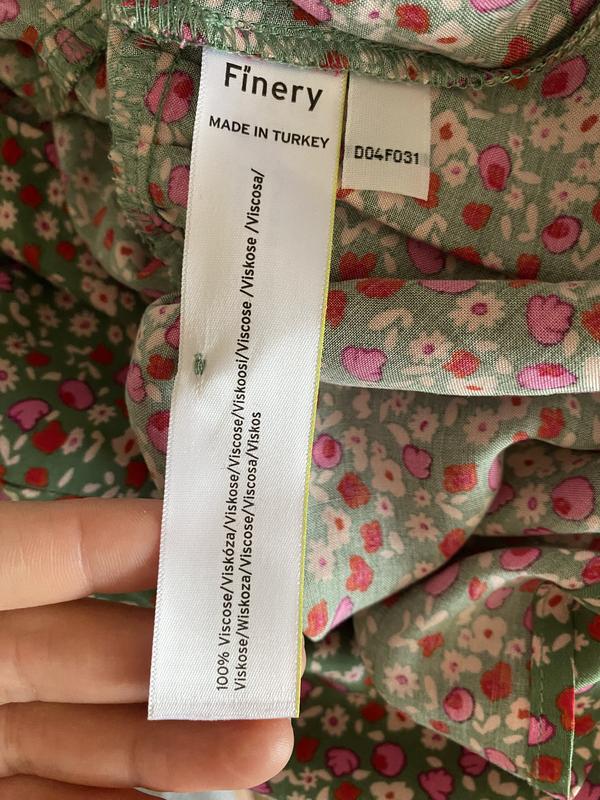 Finery
MADE IN TURKEY
D04F031
100% Viscose/Viskóza/Viskose/Viscose/Viskoosi/Viscose /Viskose /Viscosa/
Viskose/Wiskoza/Viscose/Viscosa/Viskos